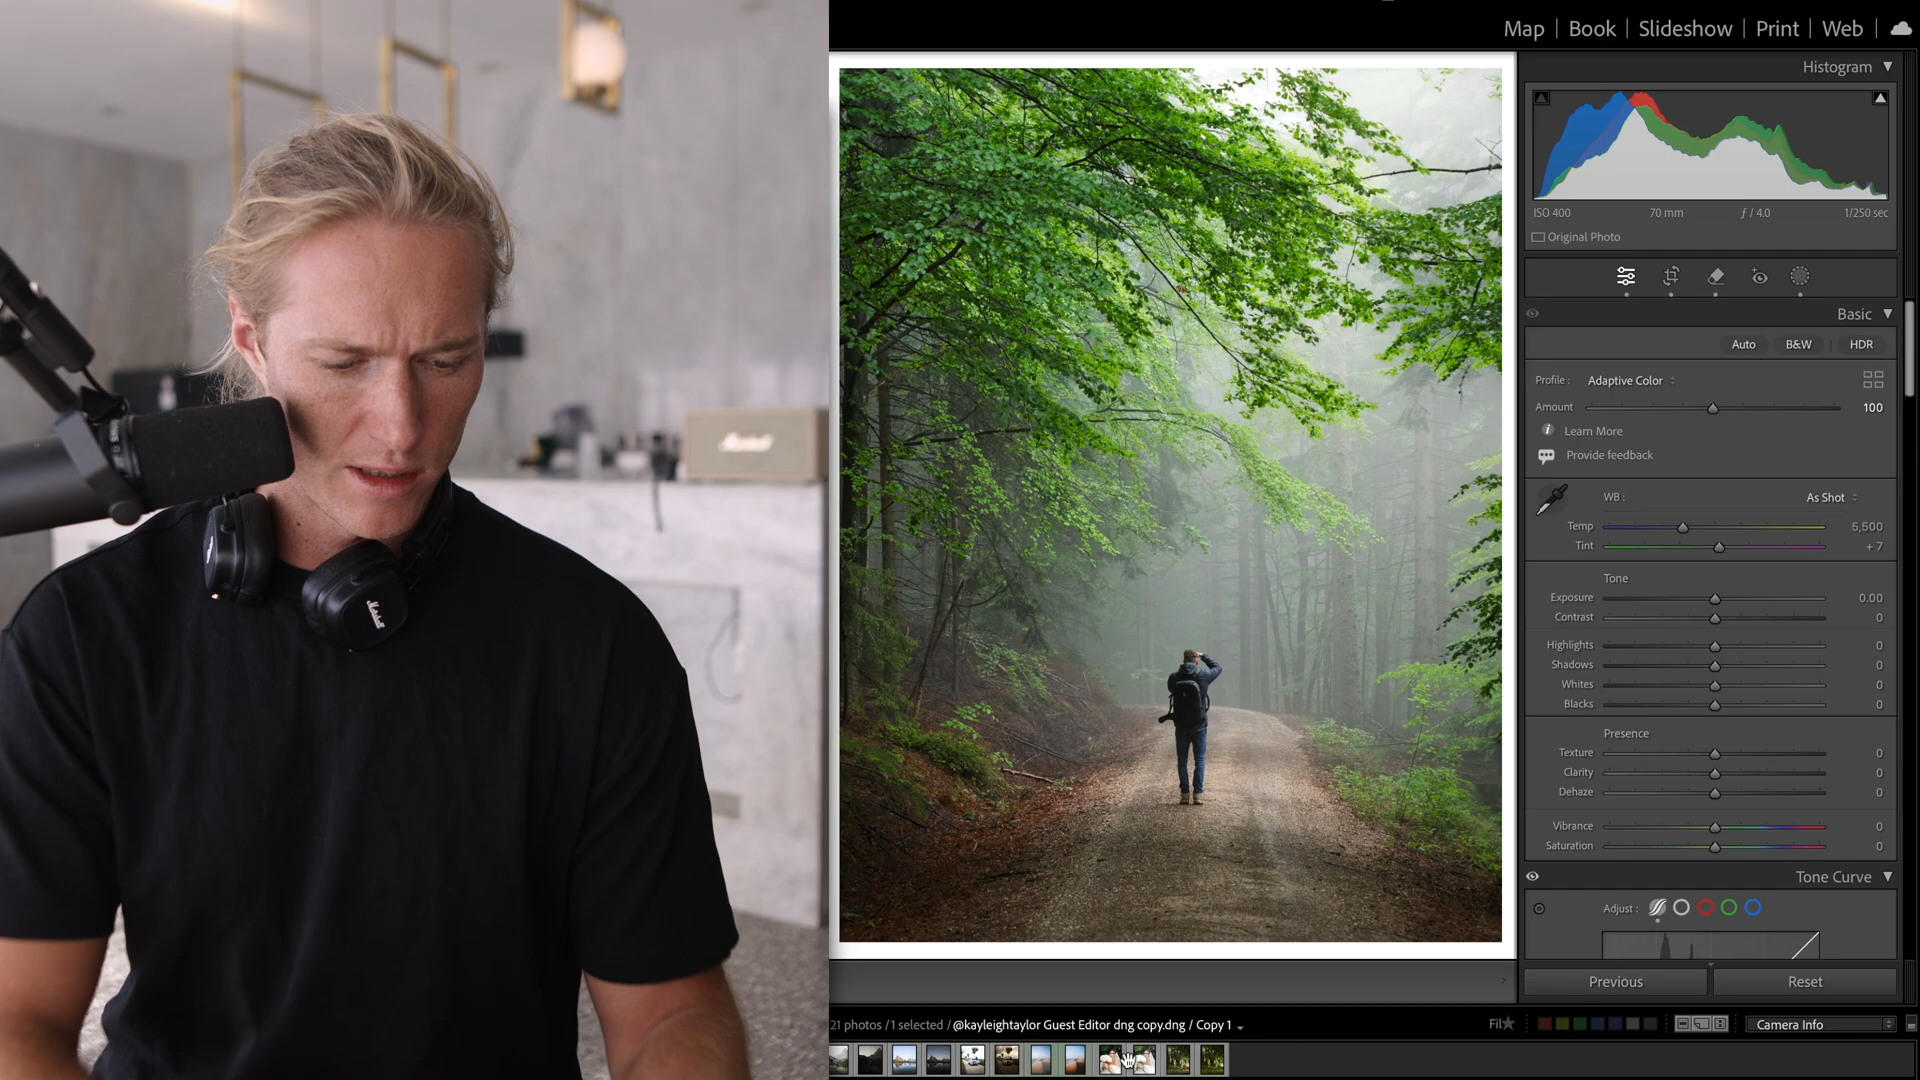 Map | Book | Slideshow | Print | Web |
Histogram
ISO 400 70 mm ƒ / 4.0 1/250 sec
Original Photo
Basic
Auto B&W | HDR
Profile : Adaptive Color
Amount 100
Learn More
Provide feedback
WB : As Shot
Temp 5,500
Tint + 7
Tone
Exposure 0.00
Contrast 0
Highlights 0
Shadows 0
Whites 0
Blacks 0
Presence
Texture 0
Clarity 0
Dehaze 0
Vibrance 0
Saturation 0
Tone Curve
Adjust :
Previous Reset
21 photos / 1 selected / @kayleightaylor Guest Editor dng copy.dng / Copy 1
Camera Info
Marshall
Marshall